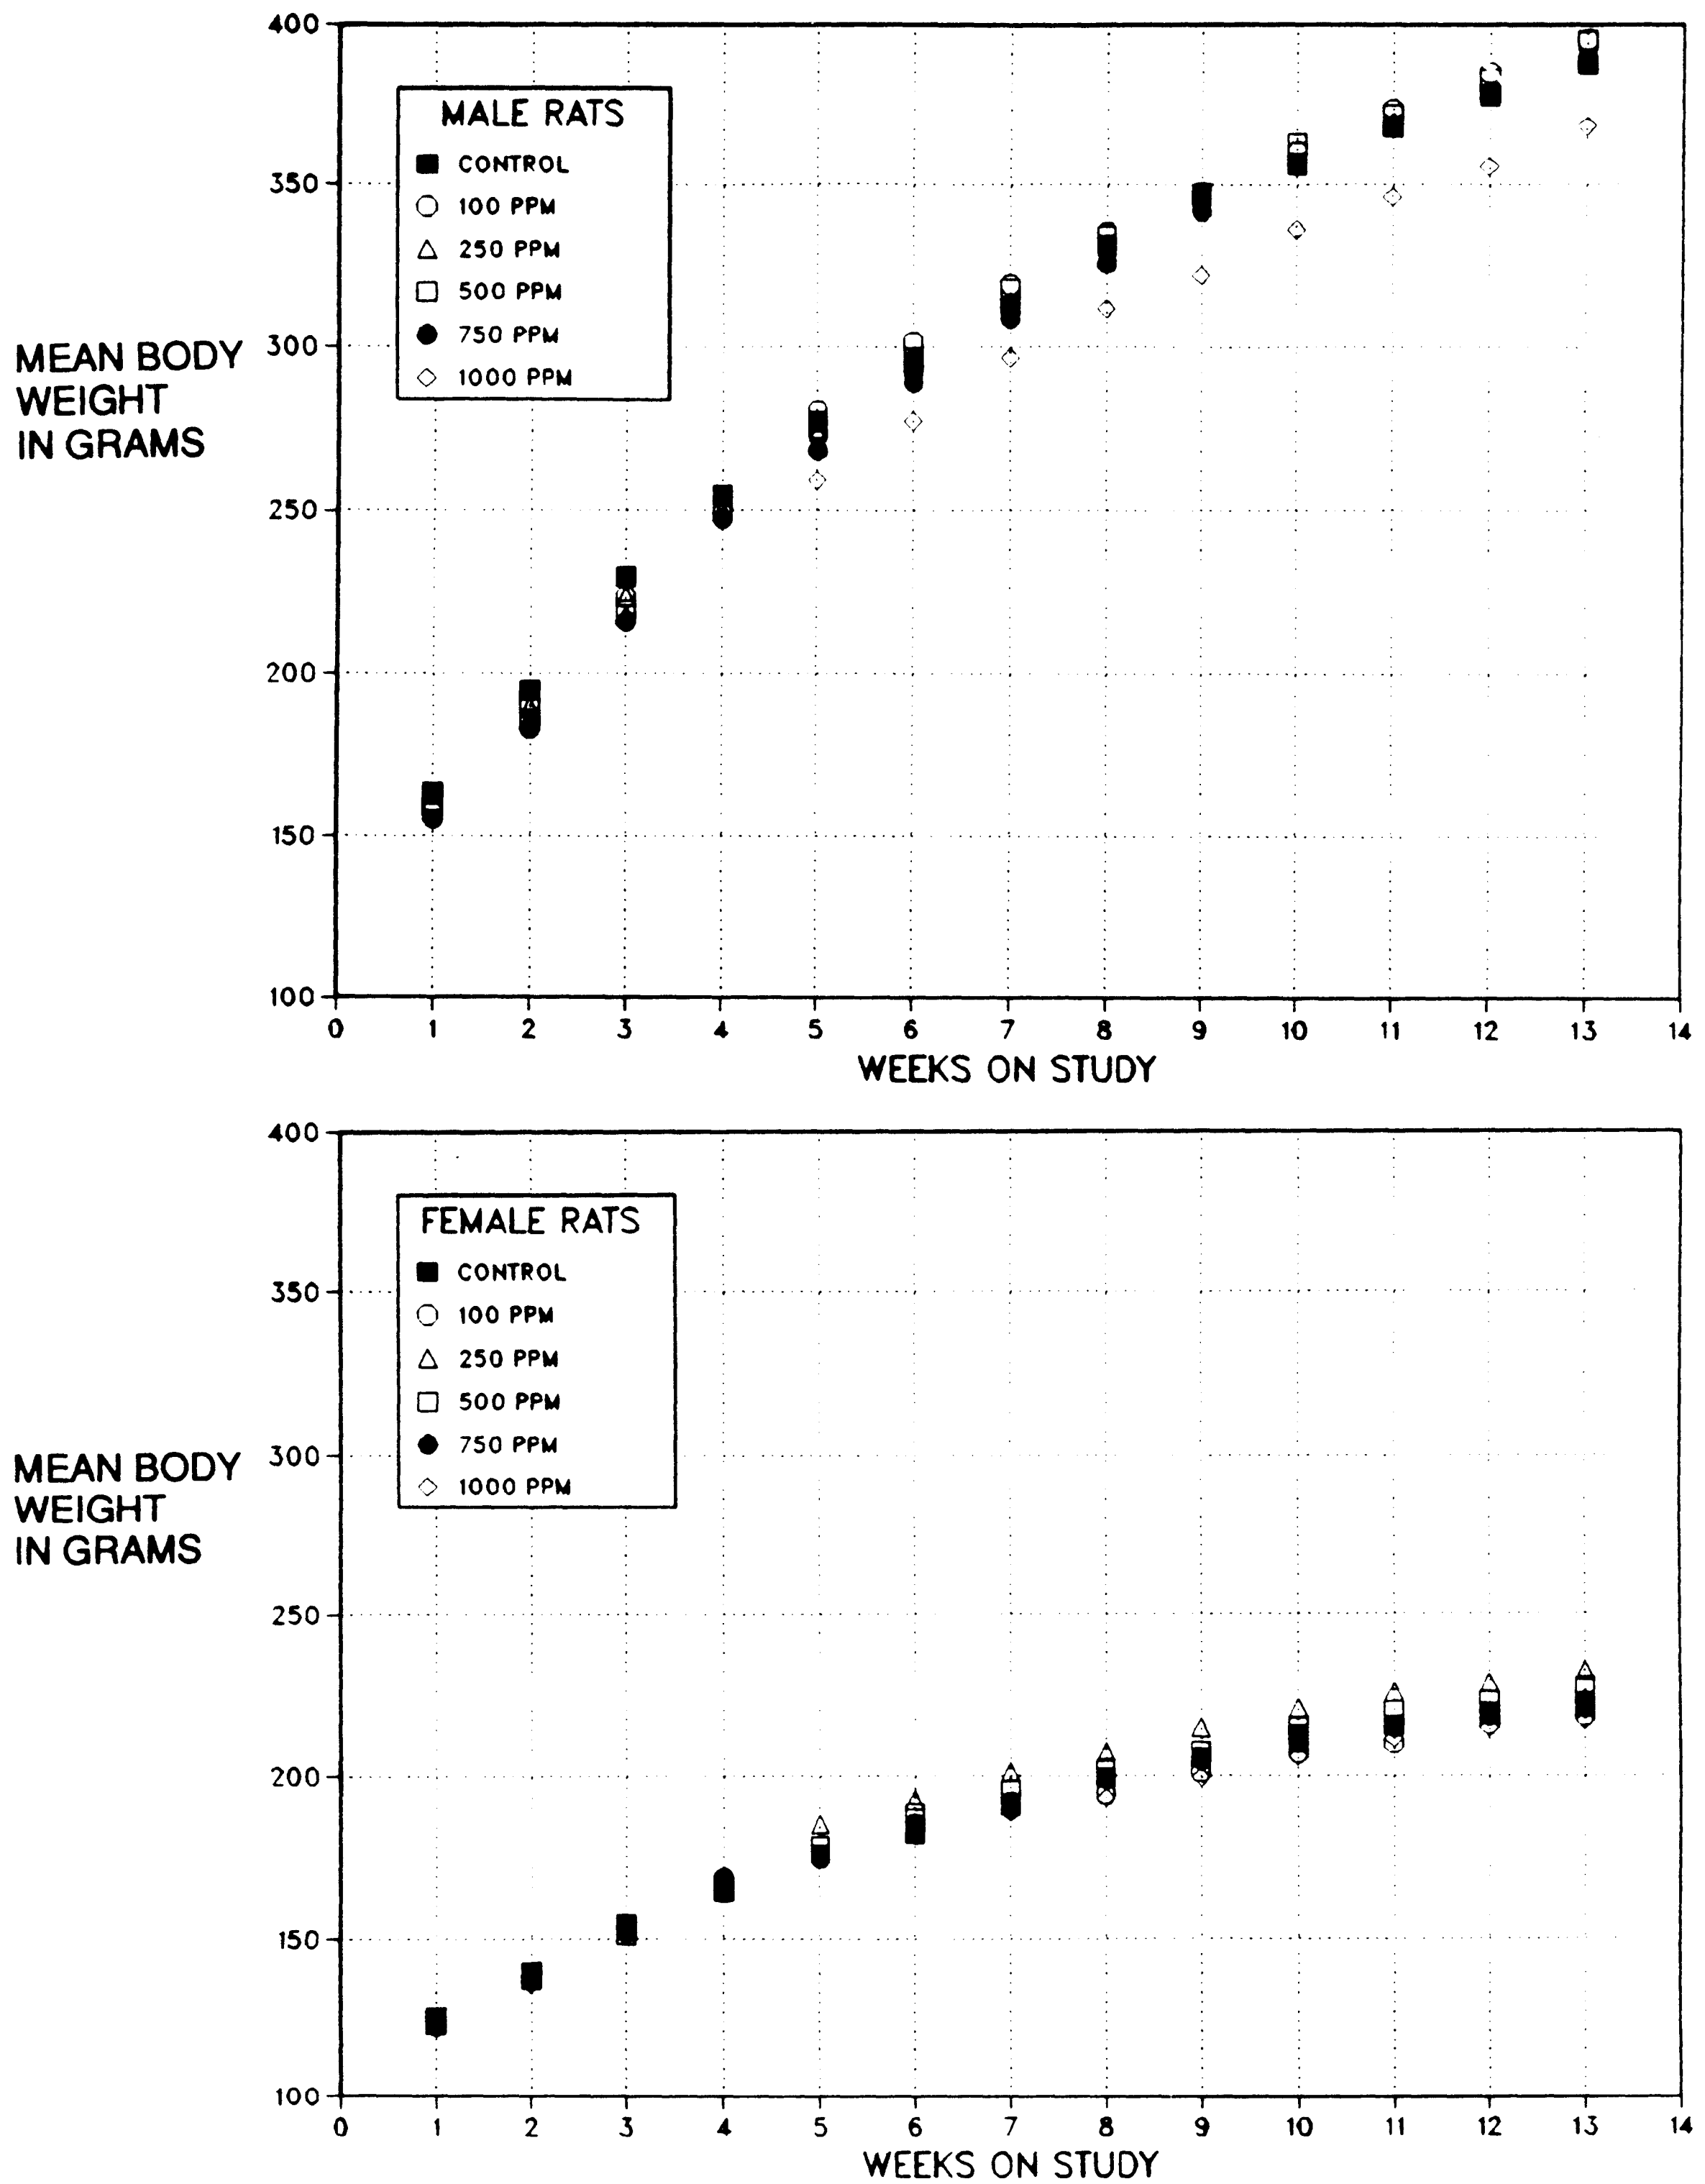 400
MALE RATS
CONTROL
350
100 PPM
250 PPM
500 PPM
MEAN BODY
WEIGHT
IN GRAMS
300
750 PPM
1000 PPM
250
200
150
100
0 1 2 3 4 5 6 7 8 9 10 11 12 13 14
WEEKS ON STUDY
400
FEMALE RATS
CONTROL
350
100 PPM
250 PPM
500 PPM
MEAN BODY
WEIGHT
IN GRAMS
300
750 PPM
1000 PPM
250
200
150
100
0 1 2 3 4 5 6 7 8 9 10 11 12 13 14
WEEKS ON STUDY